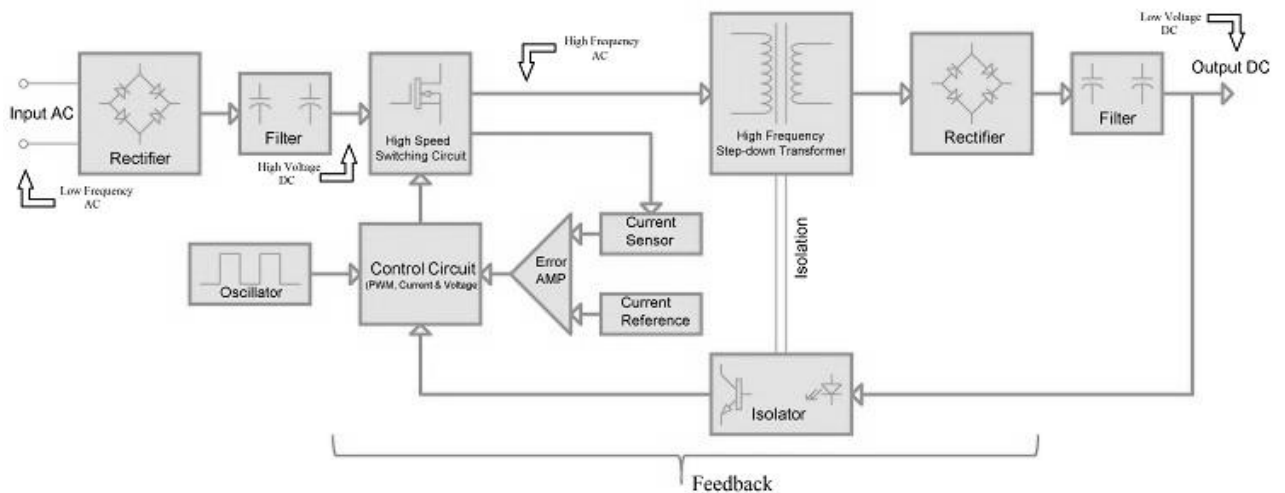 Low Voltage
DC
High Frequency
AC
Output DC
Input AC
Rectifier
Filter
High Speed
Switching Circuit
High Frequency
Step-down Transformer
Rectifier
Filter
High Voltage
DC
Low Frequency
AC
Current
Sensor
Isolation
Control Circuit
(PWM, Current & Voltage
Error
AMP
Oscillator
Current
Reference
Isolator
Feedback